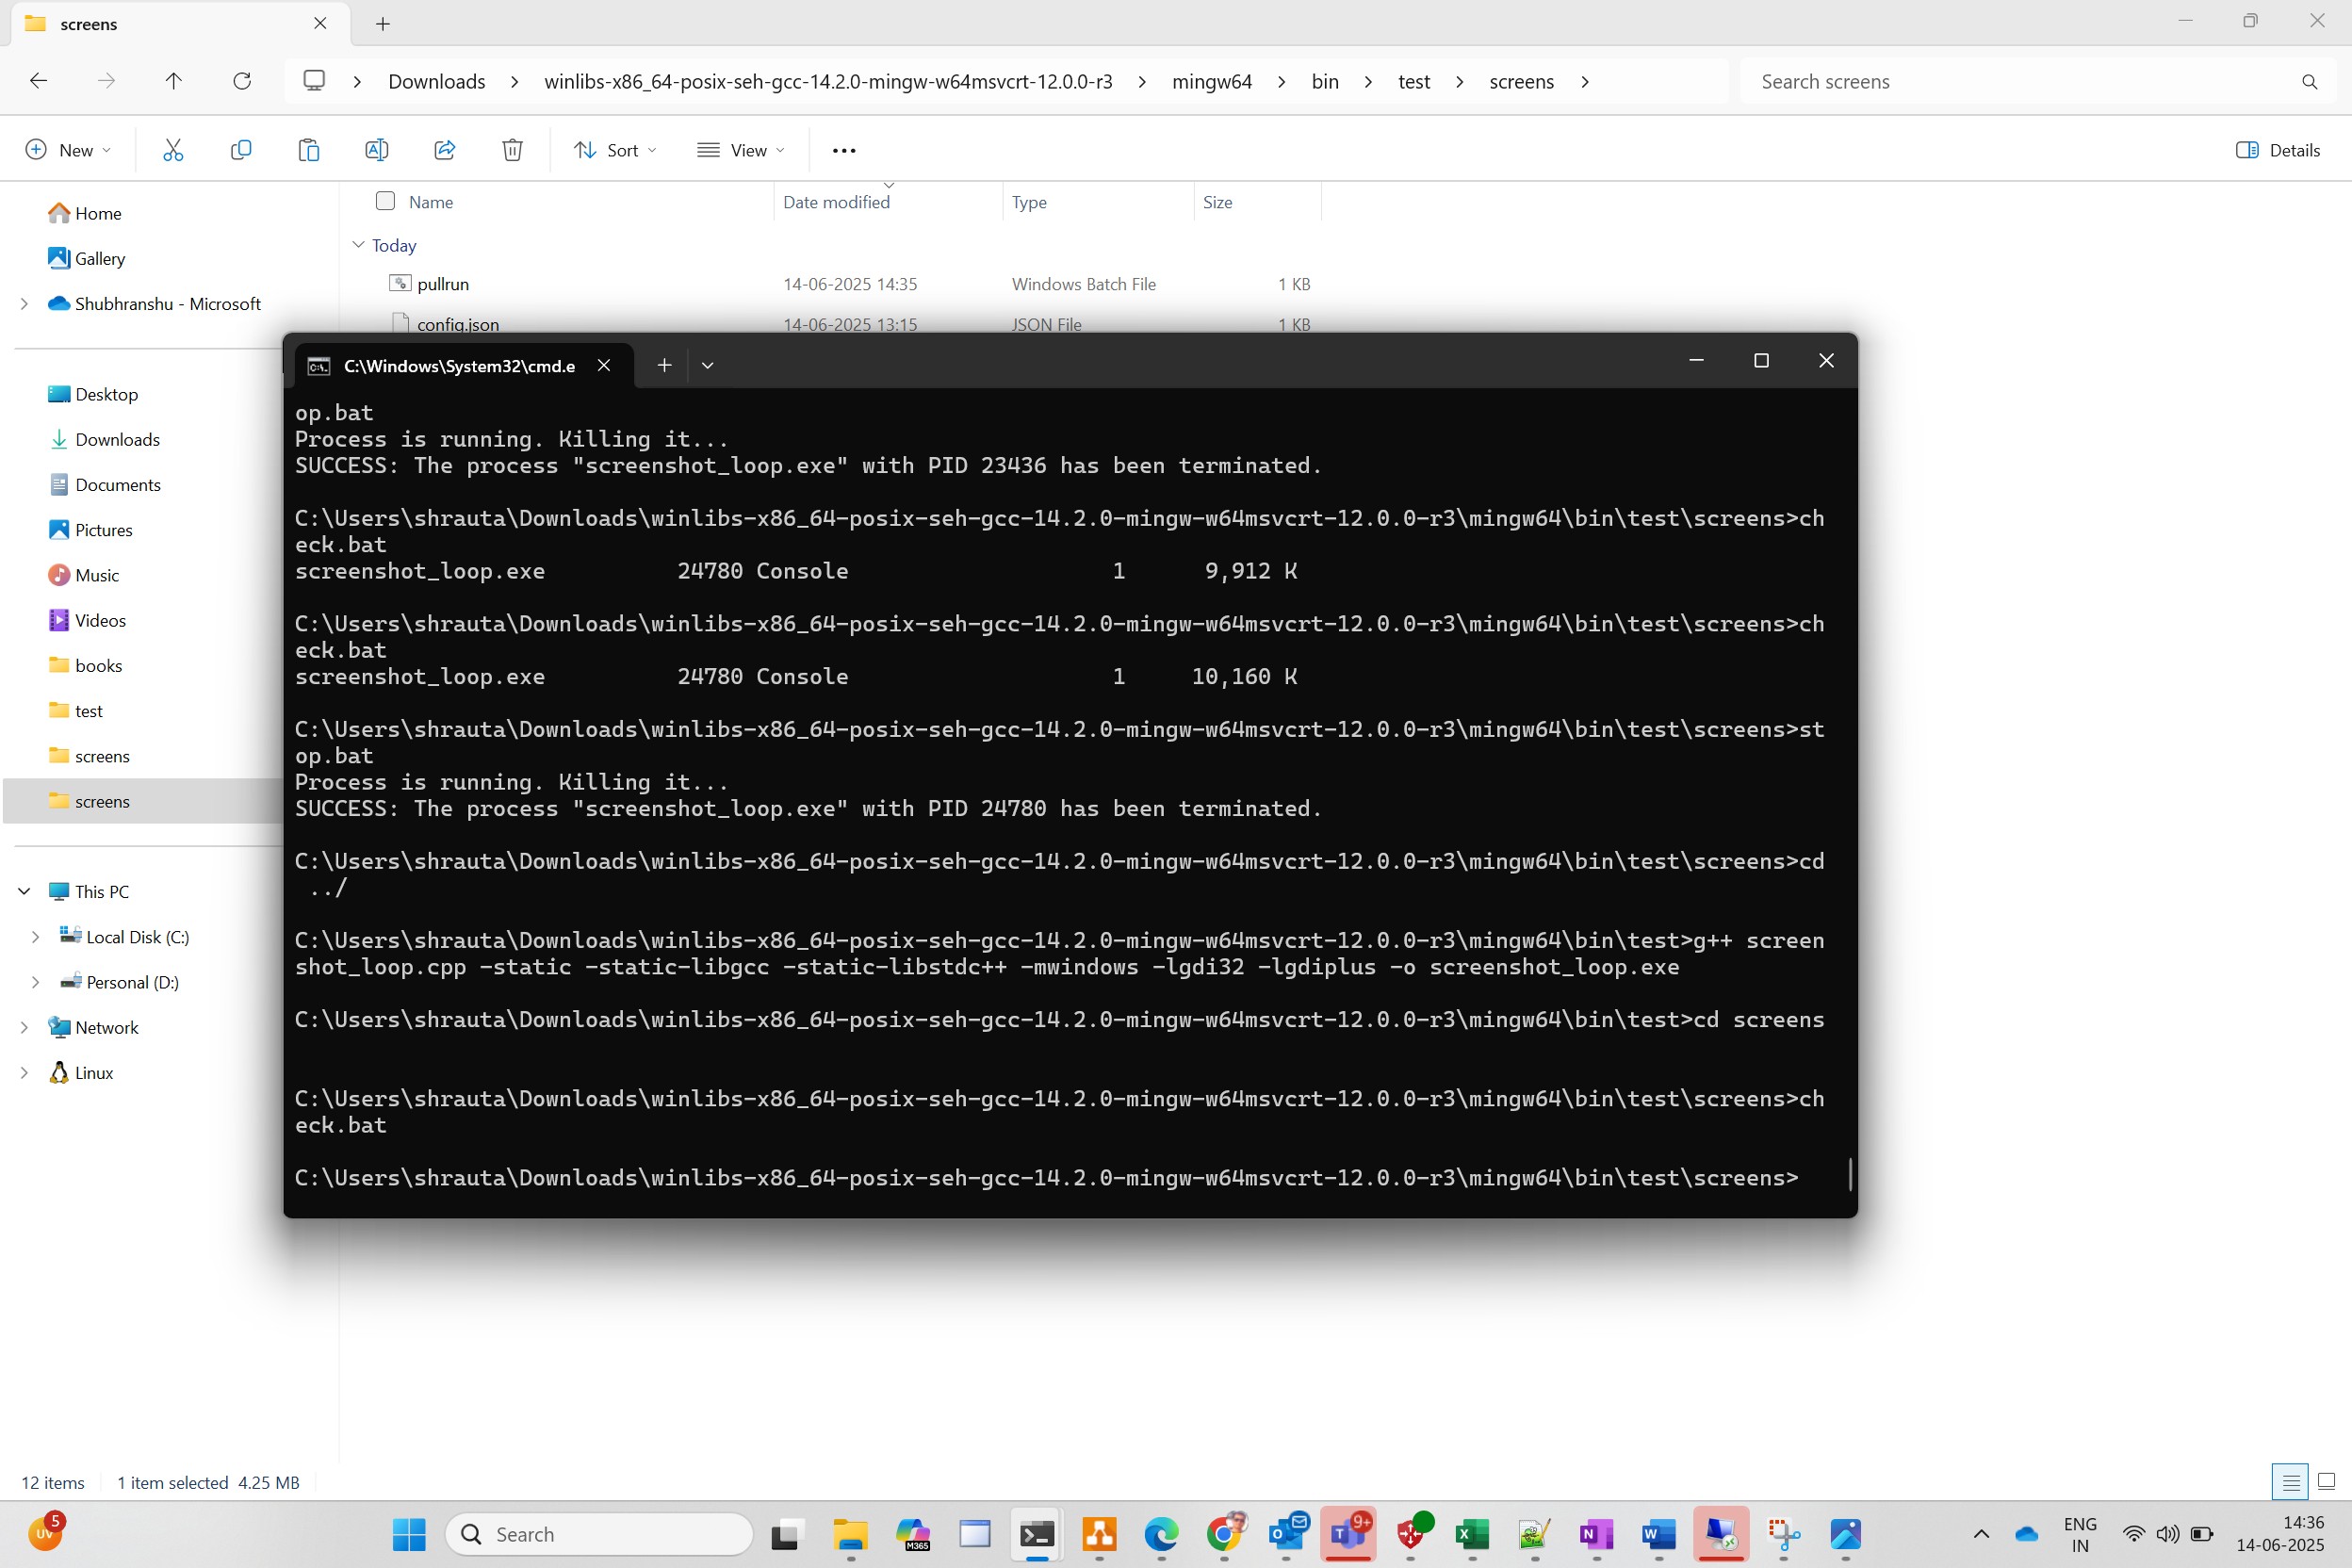 screens
Downloads > winlibs-x86_64-posix-seh-gcc-14.2.0-mingw-w64msvcrt-12.0.0-r3 > mingw64 > bin > test > screens >
Search screens
New
Sort
View
Details
Name
Date modified
Type
Size
Today
pullrun 14-06-2025 14:35 Windows Batch File 1 KB
config.json 14-06-2025 13:15 JSON File 1 KB
Home
Gallery
Shubhranshu - Microsoft
Desktop
Downloads
Documents
Pictures
Music
Videos
books
test
screens
screens
This PC
Local Disk (C:)
Personal (D:)
Network
Linux
C:\Windows\System32\cmd.e
op.bat
Process is running. Killing it...
SUCCESS: The process "screenshot_loop.exe" with PID 23436 has been terminated.
C:\Users\shrauta\Downloads\winlibs-x86_64-posix-seh-gcc-14.2.0-mingw-w64msvcrt-12.0.0-r3\mingw64\bin\test\screens>ch
eck.bat
screenshot_loop.exe          24780 Console                    1      9,912 K
C:\Users\shrauta\Downloads\winlibs-x86_64-posix-seh-gcc-14.2.0-mingw-w64msvcrt-12.0.0-r3\mingw64\bin\test\screens>ch
eck.bat
screenshot_loop.exe          24780 Console                    1     10,160 K
C:\Users\shrauta\Downloads\winlibs-x86_64-posix-seh-gcc-14.2.0-mingw-w64msvcrt-12.0.0-r3\mingw64\bin\test\screens>st
op.bat
Process is running. Killing it...
SUCCESS: The process "screenshot_loop.exe" with PID 24780 has been terminated.
C:\Users\shrauta\Downloads\winlibs-x86_64-posix-seh-gcc-14.2.0-mingw-w64msvcrt-12.0.0-r3\mingw64\bin\test\screens>cd
 ../
C:\Users\shrauta\Downloads\winlibs-x86_64-posix-seh-gcc-14.2.0-mingw-w64msvcrt-12.0.0-r3\mingw64\bin\test>g++ screen
shot_loop.cpp -static -static-libgcc -static-libstdc++ -mwindows -lgdi32 -lgdiplus -o screenshot_loop.exe
C:\Users\shrauta\Downloads\winlibs-x86_64-posix-seh-gcc-14.2.0-mingw-w64msvcrt-12.0.0-r3\mingw64\bin\test>cd screens
C:\Users\shrauta\Downloads\winlibs-x86_64-posix-seh-gcc-14.2.0-mingw-w64msvcrt-12.0.0-r3\mingw64\bin\test\screens>ch
eck.bat
C:\Users\shrauta\Downloads\winlibs-x86_64-posix-seh-gcc-14.2.0-mingw-w64msvcrt-12.0.0-r3\mingw64\bin\test\screens>
12 items
1 item selected 4.25 MB
UV 5
Search
M365
9+
ENG
IN
14:36
14-06-2025